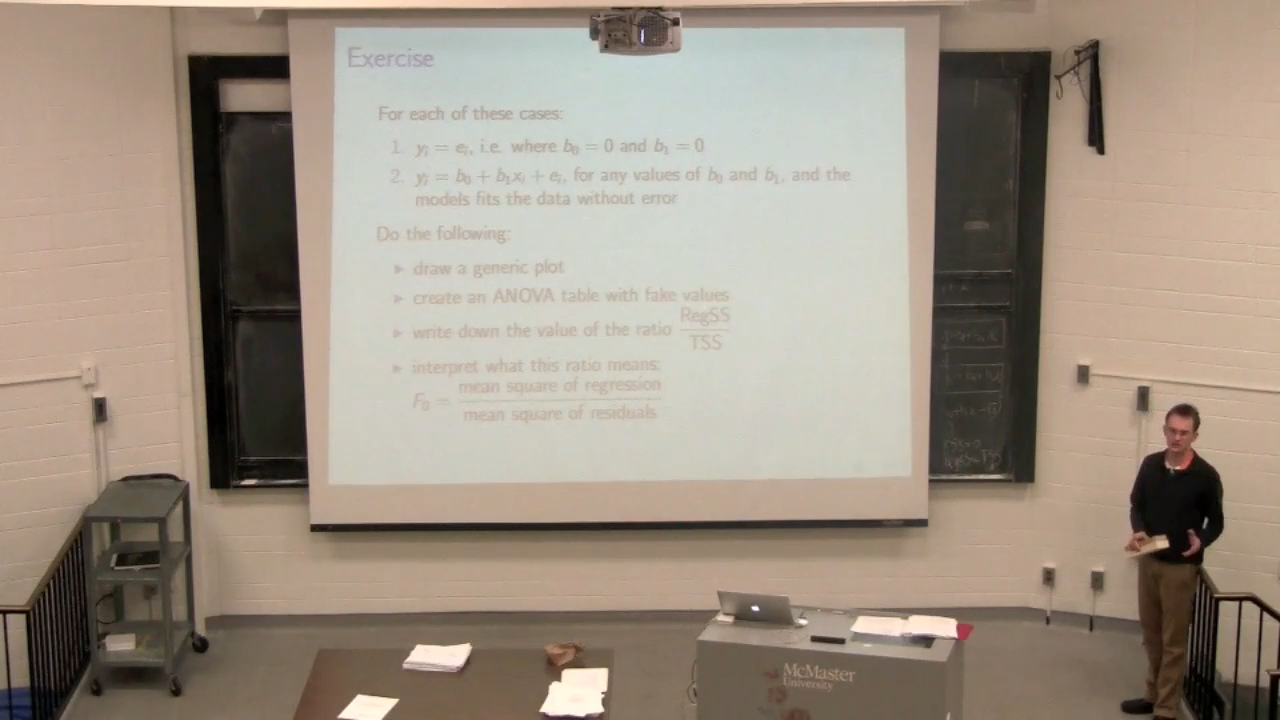 Exercise
For each of these cases:
1. yᵢ = eᵢ, i.e. where b₀ = 0 and b₁ = 0
2. yᵢ = b₀ + b₁xᵢ + eᵢ, for any values of b₀ and b₁, and the
models fits the data without error
Do the following:
▶ draw a generic plot
▶ create an ANOVA table with fake values
▶ write down the value of the ratio RegSS / TSS
▶ interpret what this ratio means:
F₀ = mean square of regression / mean square of residuals
McMaster
University